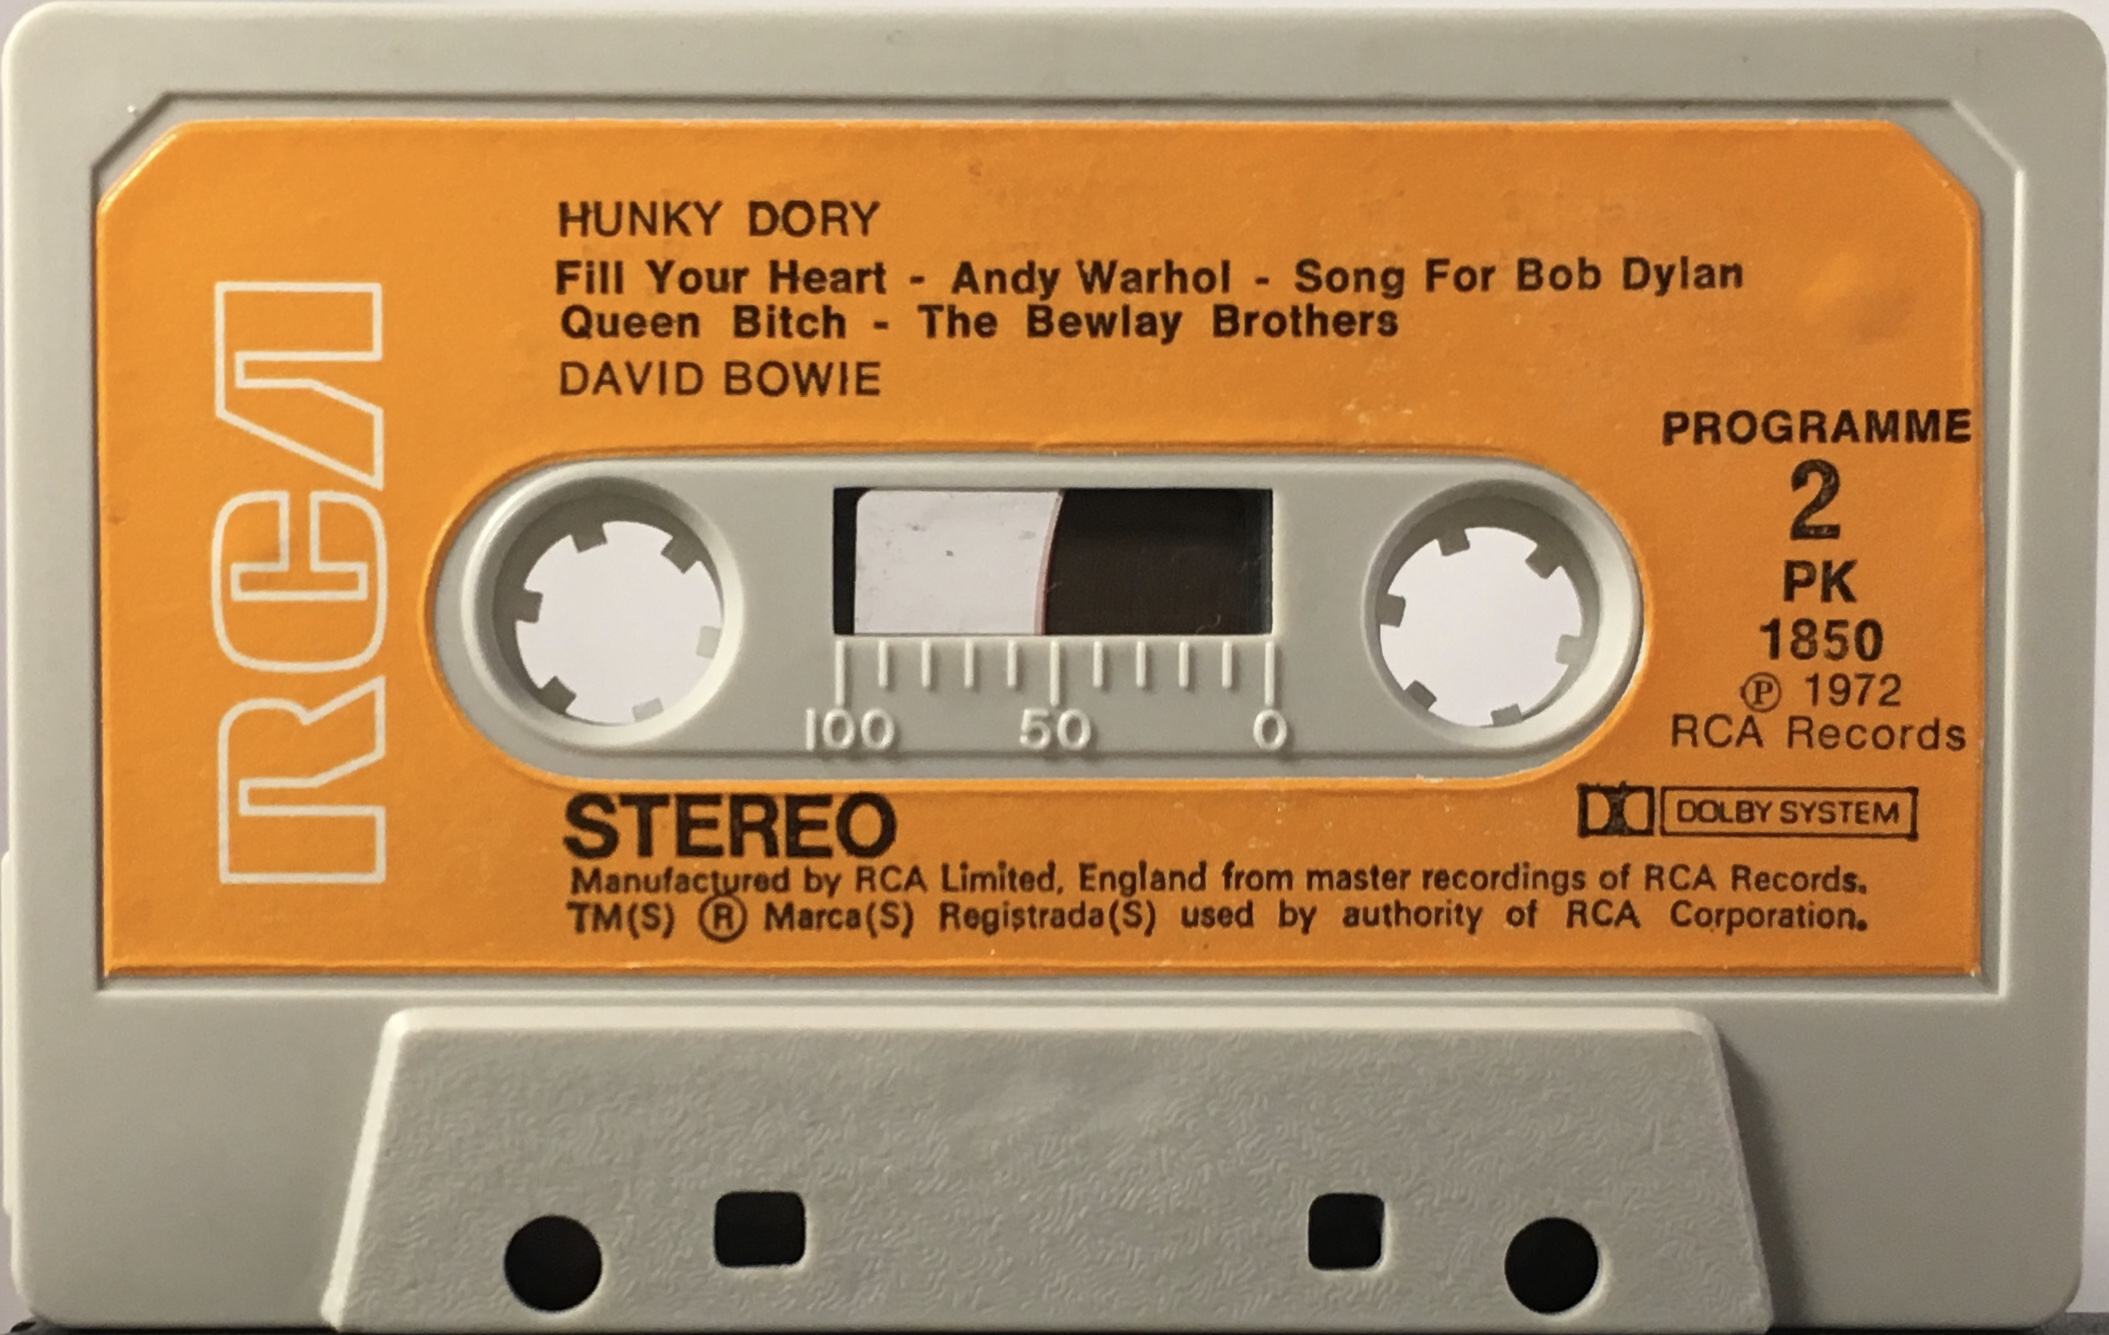 HUNKY DORY
Fill Your Heart - Andy Warhol - Song For Bob Dylan
Queen Bitch - The Bewlay Brothers
DAVID BOWIE
RCA
PROGRAMME
2
PK
1850
℗ 1972
RCA Records
100 50 0
STEREO
DOLBY SYSTEM
Manufactured by RCA Limited, England from master recordings of RCA Records.
TM(S) ® Marca(S) Registrada(S) used by authority of RCA Corporation.